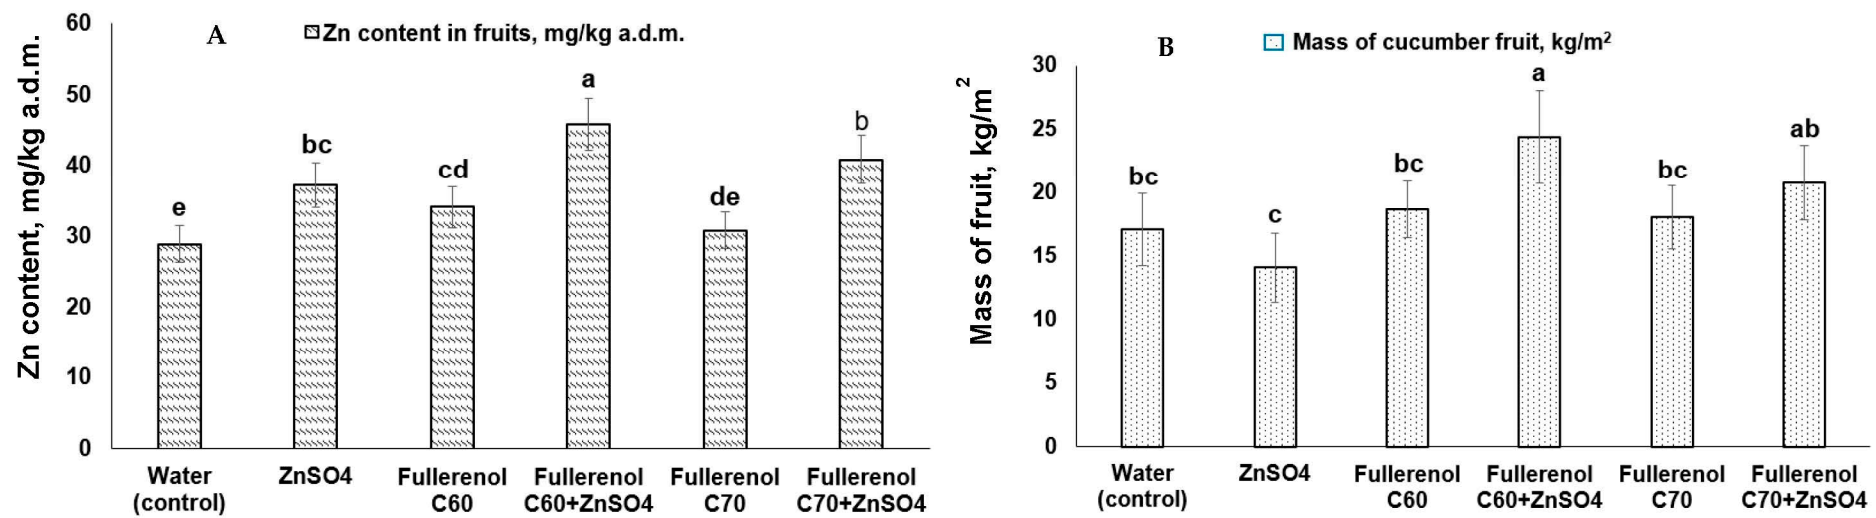 A
Zn content in fruits, mg/kg a.d.m.
Zn content, mg/kg a.d.m.
60
50
40
30
20
10
0
a
b
bc
cd
de
e
Water
(control)
ZnSO4
Fullerenol
C60
Fullerenol
C60+ZnSO4
Fullerenol
C70
Fullerenol
C70+ZnSO4
B
Mass of cucumber fruit, kg/m²
Mass of fruit, kg/m²
30
25
20
15
10
5
0
a
ab
bc
bc
bc
c
Water
(control)
ZnSO4
Fullerenol
C60
Fullerenol
C60+ZnSO4
Fullerenol
C70
Fullerenol
C70+ZnSO4